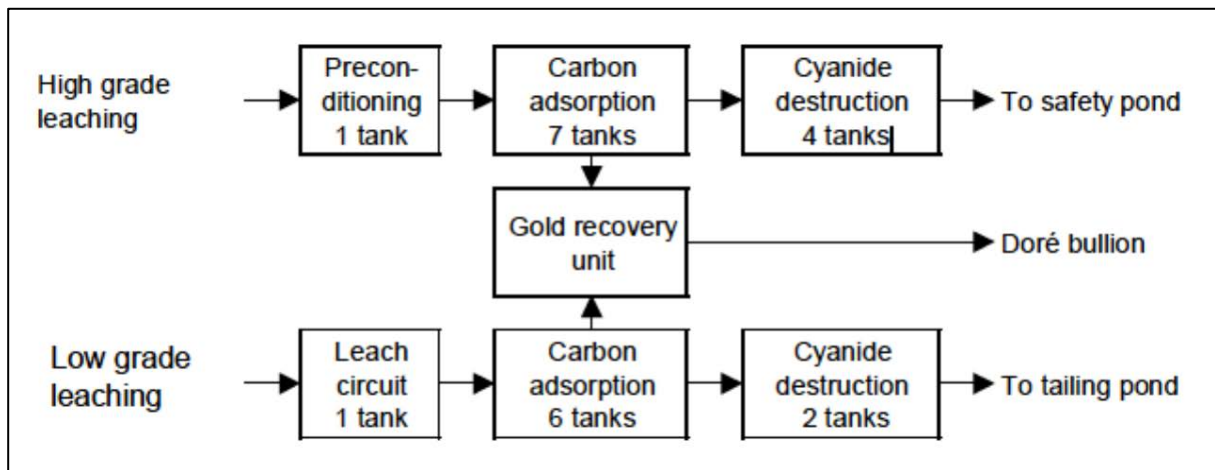 High grade
leaching
Precon-
ditioning
1 tank
Carbon
adsorption
7 tanks
Cyanide
destruction
4 tanks
To safety pond
Gold recovery
unit
Doré bullion
Low grade
leaching
Leach
circuit
1 tank
Carbon
adsorption
6 tanks
Cyanide
destruction
2 tanks
To tailing pond